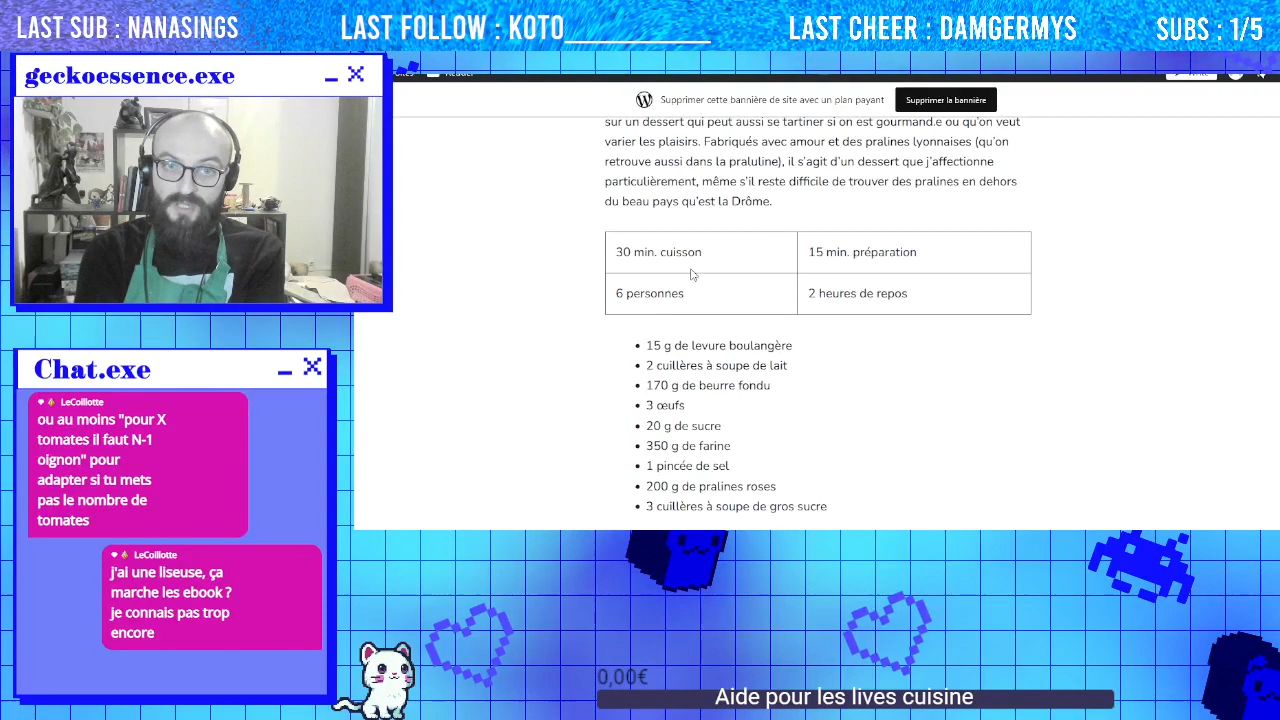 LAST SUB : NANASINGS
LAST FOLLOW : KOTO____________
LAST CHEER : DAMGERMYS
SUBS : 1/5
geckoessence.exe
Supprimer cette bannière de site avec un plan payant
Supprimer la bannière
sur un dessert qui peut aussi se tartiner si on est gourmand.e ou qu'on veut
varier les plaisirs. Fabriqués avec amour et des pralines lyonnaises (qu'on
retrouve aussi dans la praluline), il s'agit d'un dessert que j'affectionne
particulièrement, même s'il reste difficile de trouver des pralines en dehors
du beau pays qu'est la Drôme.
30 min. cuisson
15 min. préparation
6 personnes
2 heures de repos
• 15 g de levure boulangère
• 2 cuillères à soupe de lait
• 170 g de beurre fondu
• 3 œufs
• 20 g de sucre
• 350 g de farine
• 1 pincée de sel
• 200 g de pralines roses
• 3 cuillères à soupe de gros sucre
Chat.exe
LeCoillotte
ou au moins "pour X
tomates il faut N-1
oignon" pour
adapter si tu mets
pas le nombre de
tomates
LeCoillotte
j'ai une liseuse, ça
marche les ebook ?
je connais pas trop
encore
0,00€
Aide pour les lives cuisine